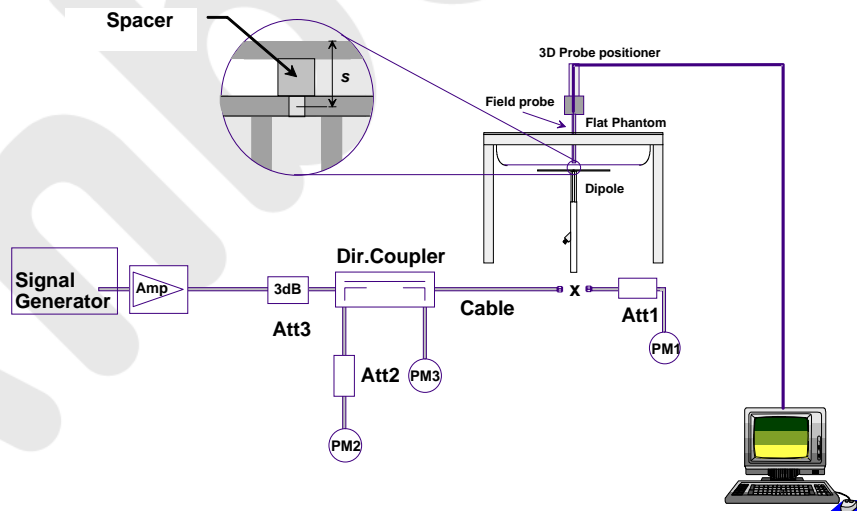 Spacer
s
3D Probe positioner
Field probe
Flat Phantom
Dipole
Signal
Generator
Amp
3dB
Att3
Dir.Coupler
Cable
x
Att1
PM1
Att2
PM3
PM2